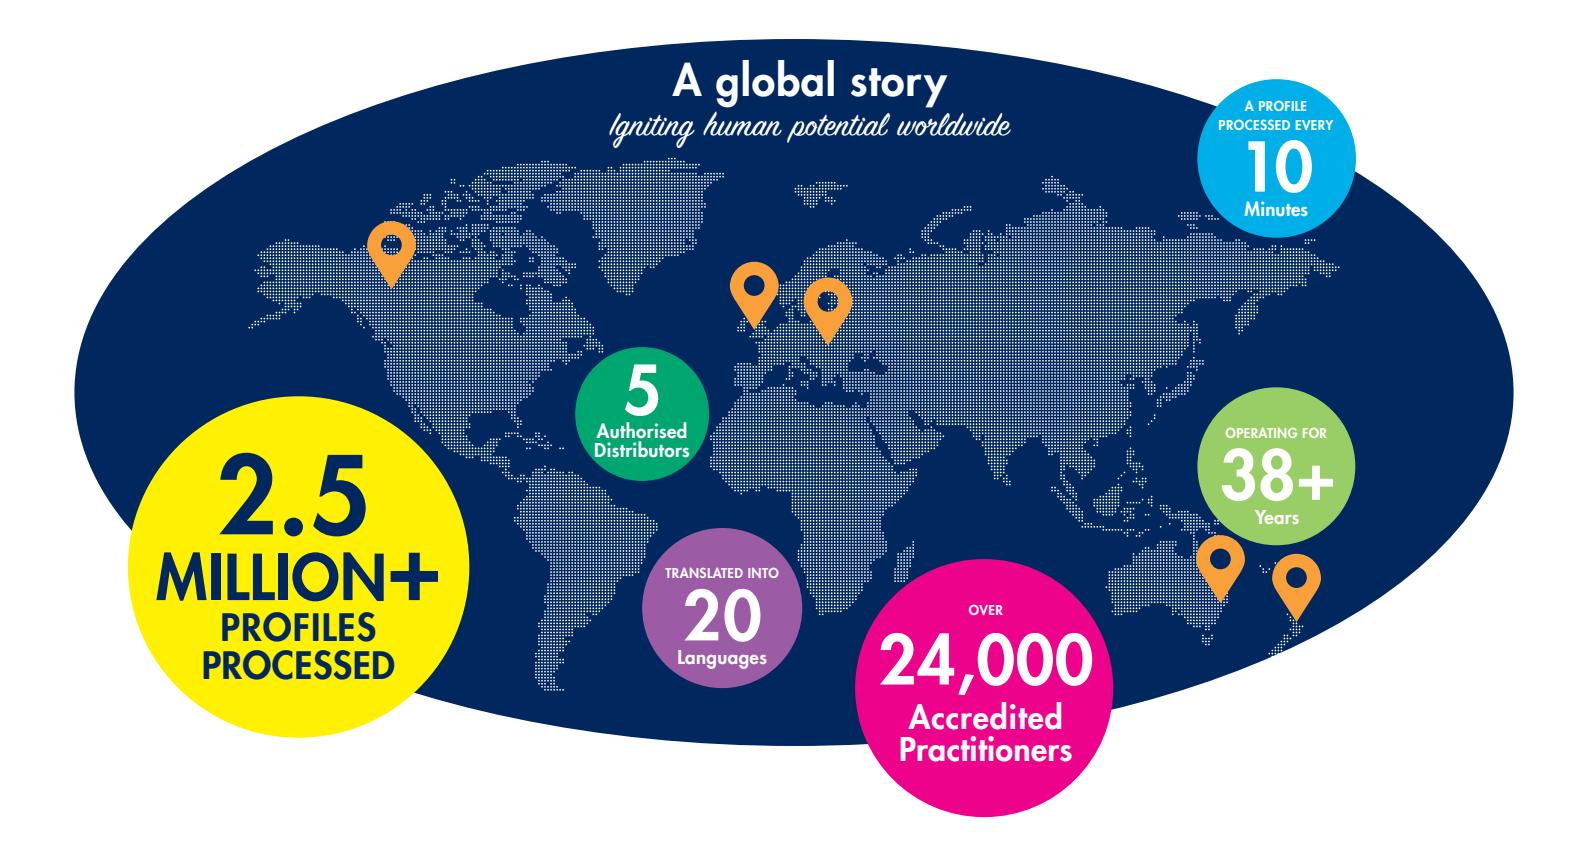 A global story
Igniting human potential worldwide
A PROFILE
PROCESSED EVERY
10
Minutes
5
Authorised
Distributors
OPERATING FOR
38+
Years
2.5
MILLION+
PROFILES
PROCESSED
TRANSLATED INTO
20
Languages
OVER
24,000
Accredited
Practitioners